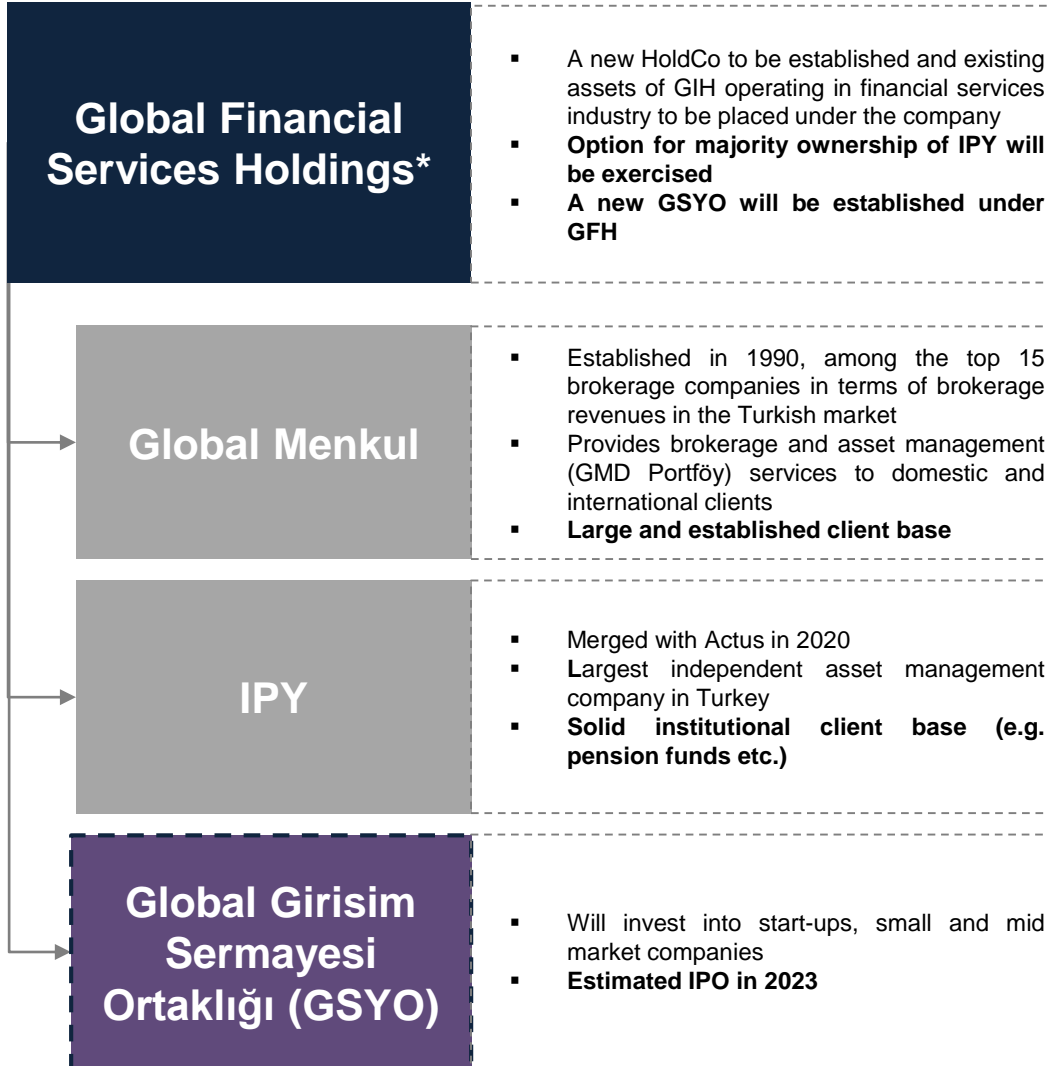 Global Financial
Services Holdings*
▪ A new HoldCo to be established and existing
assets of GIH operating in financial services
industry to be placed under the company
▪ Option for majority ownership of IPY will
be exercised
▪ A new GSYO will be established under
GFH
Global Menkul
▪ Established in 1990, among the top 15
brokerage companies in terms of brokerage
revenues in the Turkish market
▪ Provides brokerage and asset management
(GMD Portföy) services to domestic and
international clients
▪ Large and established client base
IPY
▪ Merged with Actus in 2020
▪ Largest independent asset management
company in Turkey
▪ Solid institutional client base (e.g.
pension funds etc.)
Global Girisim
Sermayesi
Ortaklığı (GSYO)
▪ Will invest into start-ups, small and mid
market companies
▪ Estimated IPO in 2023